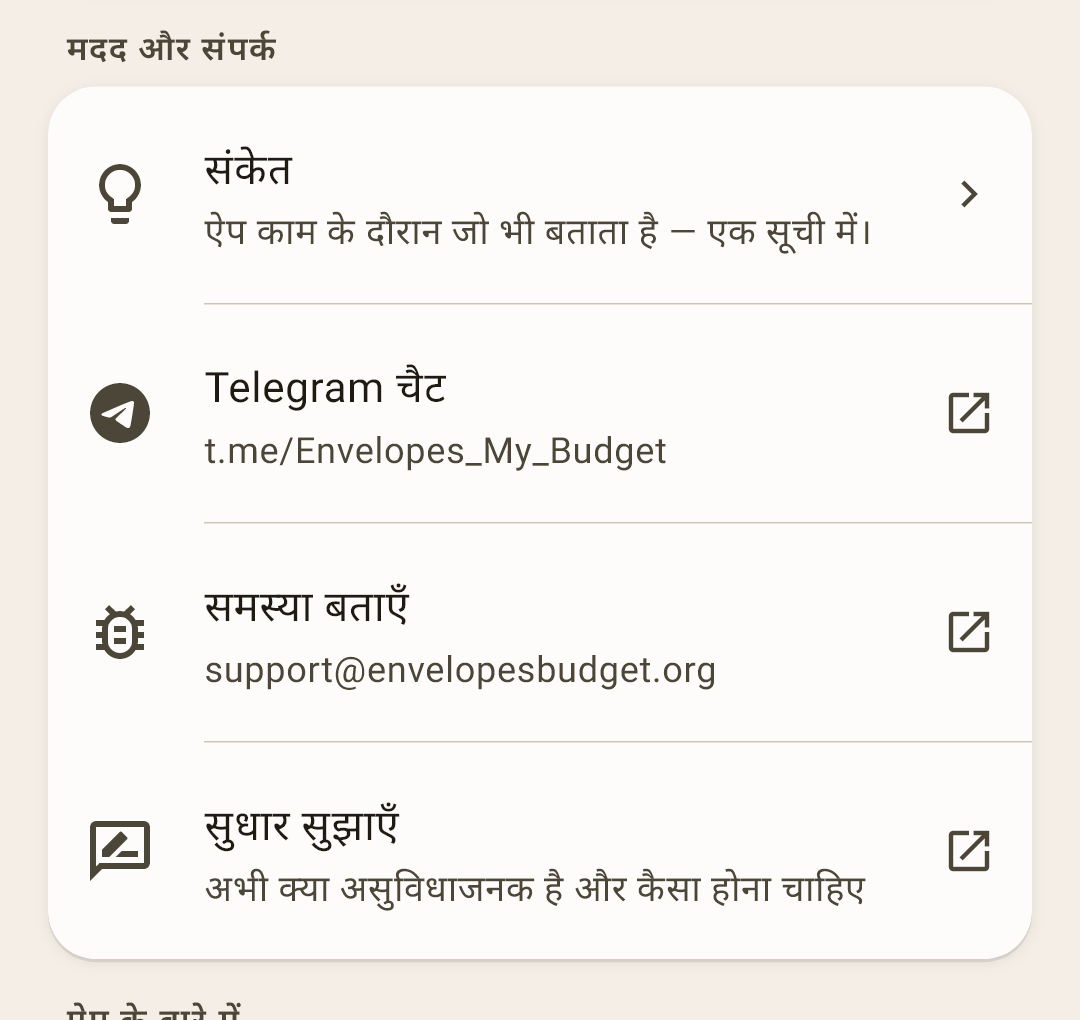 मदद और संपर्क
संकेत
ऐप काम के दौरान जो भी बताता है — एक सूची में।
Telegram चैट
t.me/Envelopes_My_Budget
समस्या बताएँ
support@envelopesbudget.org
सुधार सुझाएँ
अभी क्या असुविधाजनक है और कैसा होना चाहिए